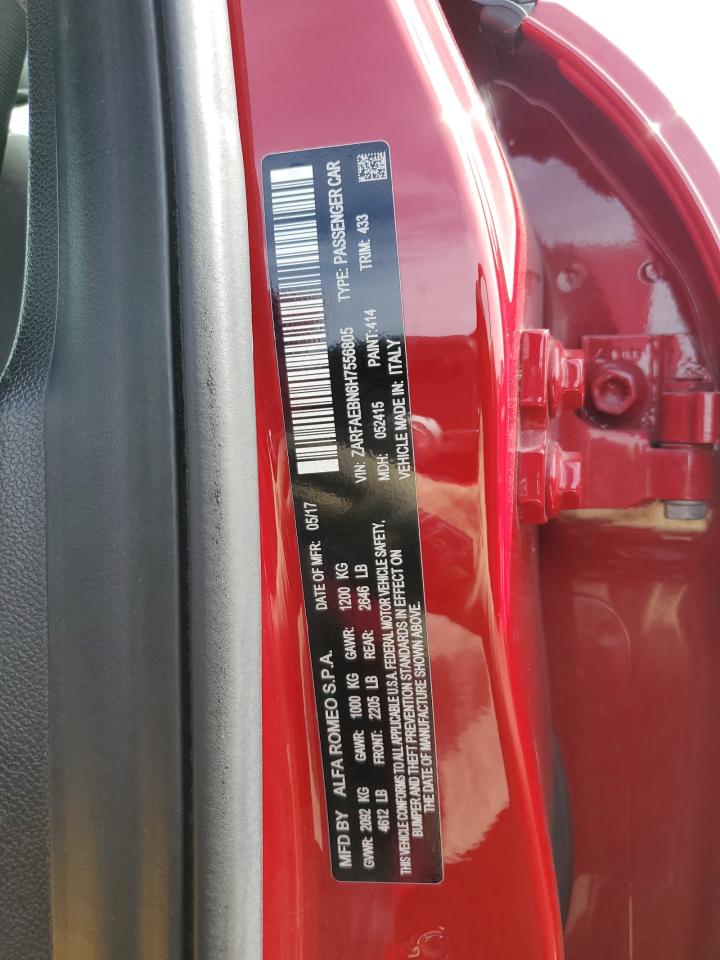 MFD BY ALFA ROMEO S.P.A. DATE OF MFR: 05/17
GVWR: 2092 KG GAWR: 1000 KG GAWR: 1200 KG
4612 LB FRONT: 2205 LB REAR: 2646 LB
THIS VEHICLE CONFORMS TO ALL APPLICABLE U.S.A. FEDERAL MOTOR VEHICLE SAFETY,
BUMPER AND THEFT PREVENTION STANDARDS IN EFFECT ON
THE DATE OF MANUFACTURE SHOWN ABOVE.
VIN: ZARFAEBN6H7556805 TYPE: PASSENGER CAR
MDH: 052415 PAINT:414 TRIM: 433
VEHICLE MADE IN: ITALY